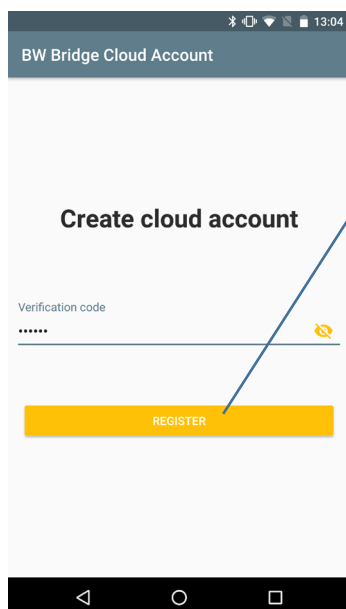 13:04
BW Bridge Cloud Account
Create cloud account
Verification code
••••••
REGISTER